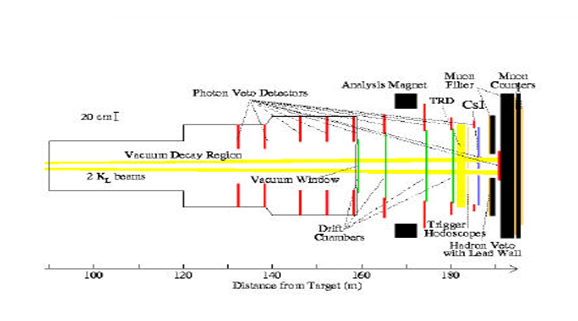 Muon
Filter
Muon
Counters
Analysis Magnet
Photon Veto Detectors
TRD
CsI
20 cm
Vacuum Decay Region
2 KL beams
Vacuum Window
Drift
Chambers
Trigger
Hodoscopes
Hadron Veto
with Lead Wall
100
120
140
160
180
Distance from Target (m)